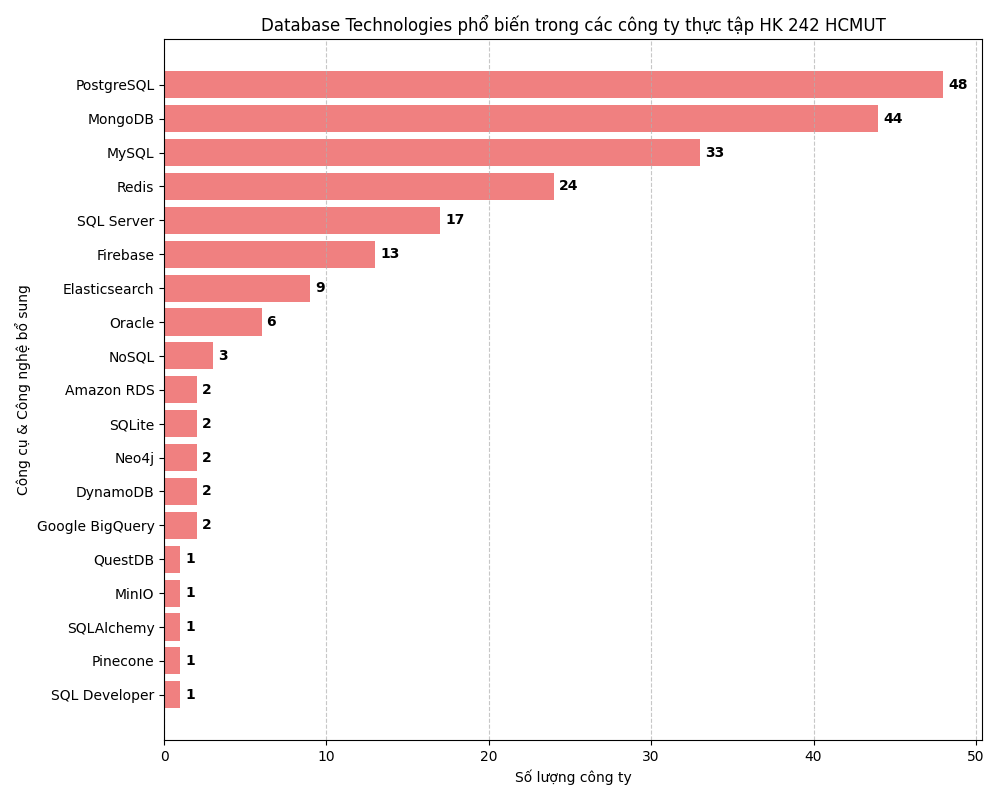 Database Technologies phổ biến trong các công ty thực tập HK 242 HCMUT
Công cụ & Công nghệ bổ sung
PostgreSQL 48
MongoDB 44
MySQL 33
Redis 24
SQL Server 17
Firebase 13
Elasticsearch 9
Oracle 6
NoSQL 3
Amazon RDS 2
SQLite 2
Neo4j 2
DynamoDB 2
Google BigQuery 2
QuestDB 1
MinIO 1
SQLAlchemy 1
Pinecone 1
SQL Developer 1
0 10 20 30 40 50
Số lượng công ty